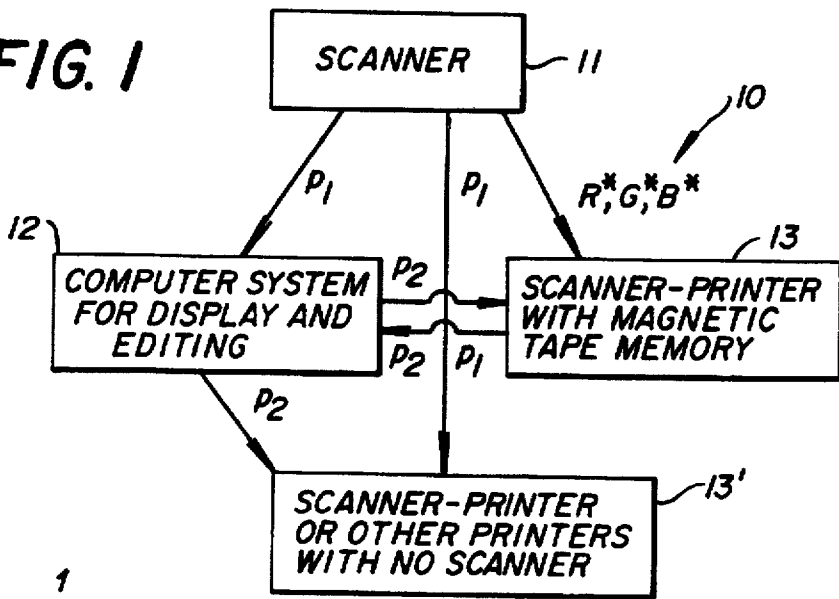 FIG. 1
SCANNER
11
10
P1
P1
R*, G*, B*
12
13
COMPUTER SYSTEM
FOR DISPLAY AND
EDITING
P2
P2
P1
SCANNER-PRINTER
WITH MAGNETIC
TAPE MEMORY
P2
SCANNER-PRINTER
OR OTHER PRINTERS
WITH NO SCANNER
13'
1